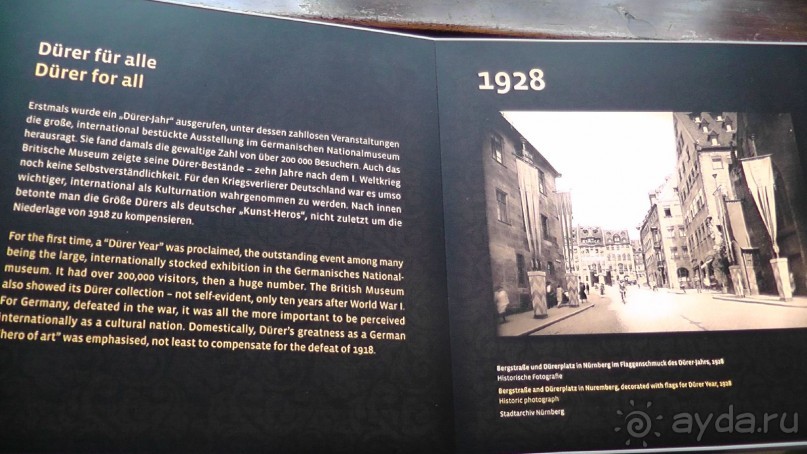 Dürer für alle
Dürer for all
Erstmals wurde ein „Dürer-Jahr“ ausgerufen, unter dessen zahllosen Veranstaltungen
die große, international bestückte Ausstellung im Germanischen Nationalmuseum
herausragt. Sie fand damals die gewaltige Zahl von über 200 000 Besuchern. Auch das
Britische Museum zeigte seine Dürer-Bestände – zehn Jahre nach dem I. Weltkrieg
noch keine Selbstverständlichkeit. Für den Kriegsverlierer Deutschland war es umso
wichtiger, international als Kulturnation wahrgenommen zu werden. Nach innen
betonte man die Größe Dürers als deutscher „Kunst-Heros“, nicht zuletzt um die
Niederlage von 1918 zu kompensieren.
For the first time, a “Dürer Year” was proclaimed, the outstanding event among many
being the large, internationally stocked exhibition in the Germanisches National-
museum. It had over 200,000 visitors, then a huge number. The British Museum
also showed its Dürer collection – not self-evident, only ten years after World War I.
For Germany, defeated in the war, it was all the more important to be perceived
internationally as a cultural nation. Domestically, Dürer's greatness as a German
"hero of art" was emphasised, not least to compensate for the defeat of 1918.
1928
Bergstraße und Dürerplatz in Nürnberg im Flaggenschmuck des Dürer-Jahrs, 1928
Historische Fotografie
Bergstraße and Dürerplatz in Nuremberg, decorated with flags for Dürer Year, 1928
Historic photograph
Stadtarchiv Nürnberg
ayda.ru